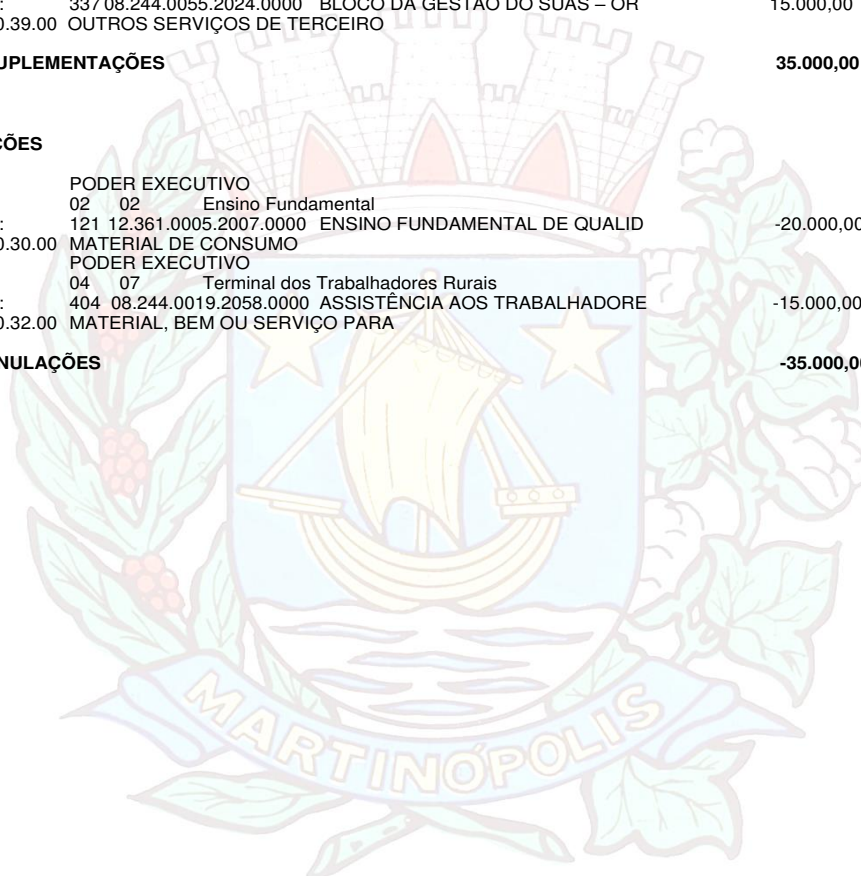 : 337 08.244.0055.2024.0000 BLOCO DA GESTÃO DO SUAS – OR 15.000,00
0.39.00 OUTROS SERVIÇOS DE TERCEIRO
UPLEMENTAÇÕES 35.000,00
ÇÕES
PODER EXECUTIVO
02 02 Ensino Fundamental
: 121 12.361.0005.2007.0000 ENSINO FUNDAMENTAL DE QUALID -20.000,00
0.30.00 MATERIAL DE CONSUMO
PODER EXECUTIVO
04 07 Terminal dos Trabalhadores Rurais
: 404 08.244.0019.2058.0000 ASSISTÊNCIA AOS TRABALHADORE -15.000,00
0.32.00 MATERIAL, BEM OU SERVIÇO PARA
NULAÇÕES -35.000,00
MARTINÓPOLIS